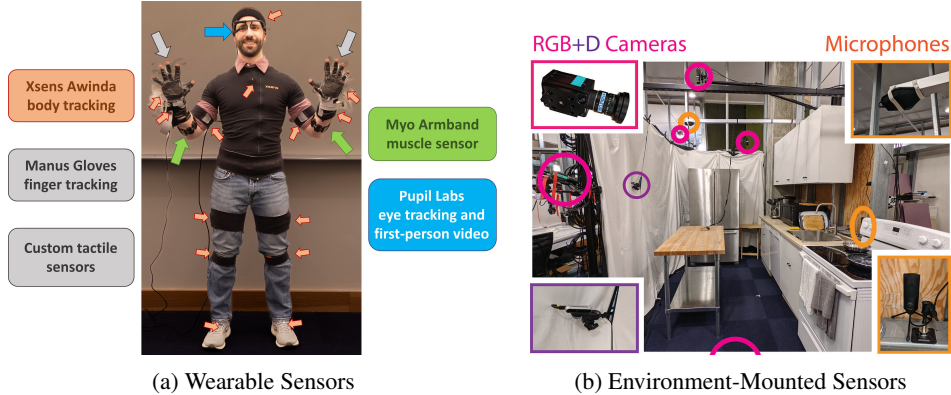 Xsens Awinda
body tracking
Manus Gloves
finger tracking
Custom tactile
sensors
Myo Armband
muscle sensor
Pupil Labs
eye tracking and
first-person video
(a) Wearable Sensors
RGB+D Cameras
Microphones
(b) Environment-Mounted Sensors